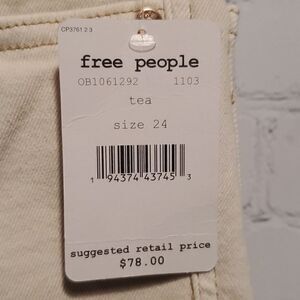 CP3761 2 3
free people
OB1061292 1103
tea
size 24
1 94374 43745 3
suggested retail price
$78.00